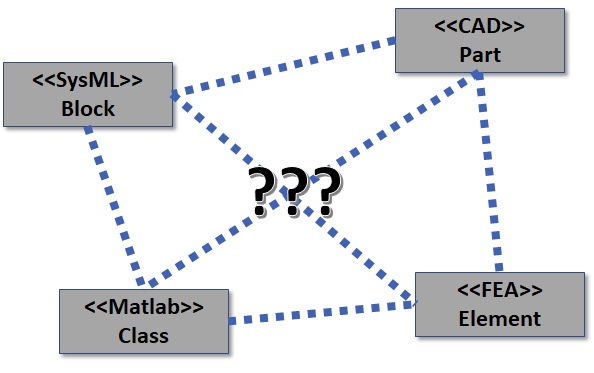 <<CAD>>
Part
<<SysML>>
Block
???
<<Matlab>>
Class
<<FEA>>
Element